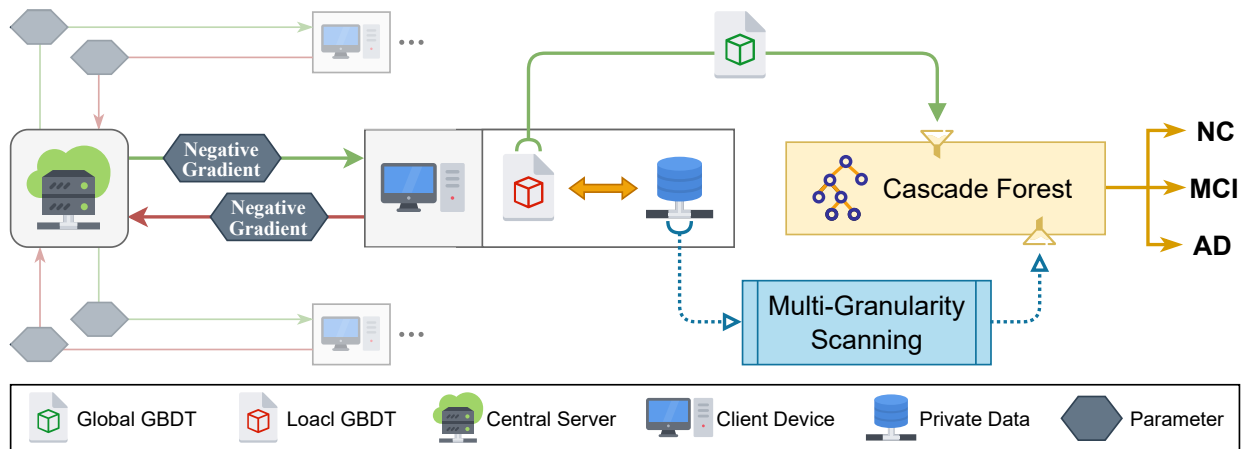 Negative
Gradient
Negative
Gradient
Cascade Forest
NC
MCI
AD
Multi-Granularity
Scanning
Global GBDT
Loacl GBDT
Central Server
Client Device
Private Data
Parameter